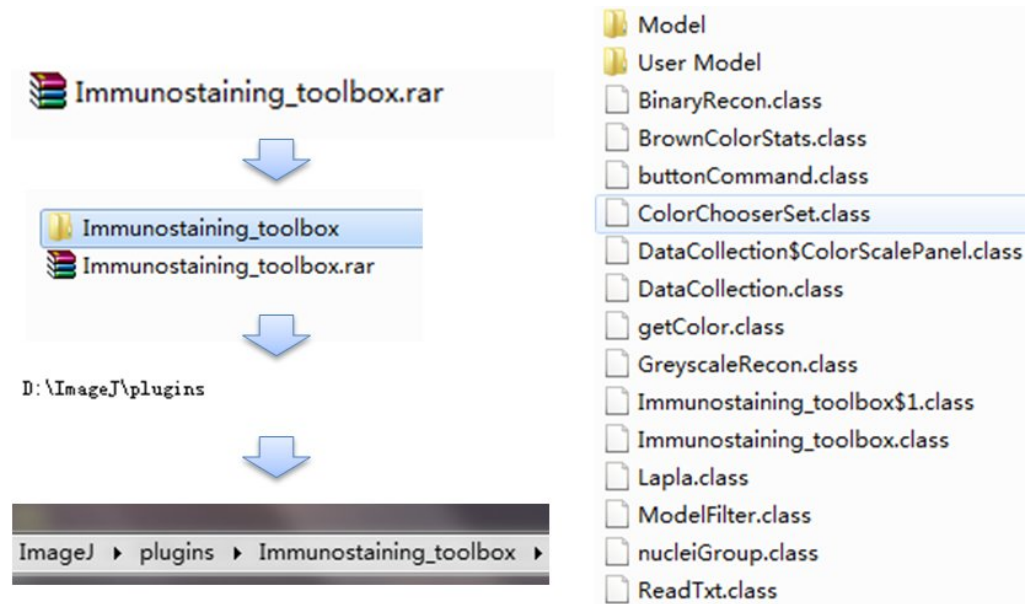 Immunostaining_toolbox.rar
Immunostaining_toolbox
Immunostaining_toolbox.rar
D:\ImageJ\plugins
ImageJ ▸ plugins ▸ Immunostaining_toolbox ▸
Model
User Model
BinaryRecon.class
BrownColorStats.class
buttonCommand.class
ColorChooserSet.class
DataCollection$ColorScalePanel.class
DataCollection.class
getColor.class
GreyscaleRecon.class
Immunostaining_toolbox$1.class
Immunostaining_toolbox.class
Lapla.class
ModelFilter.class
nucleiGroup.class
ReadTxt.class